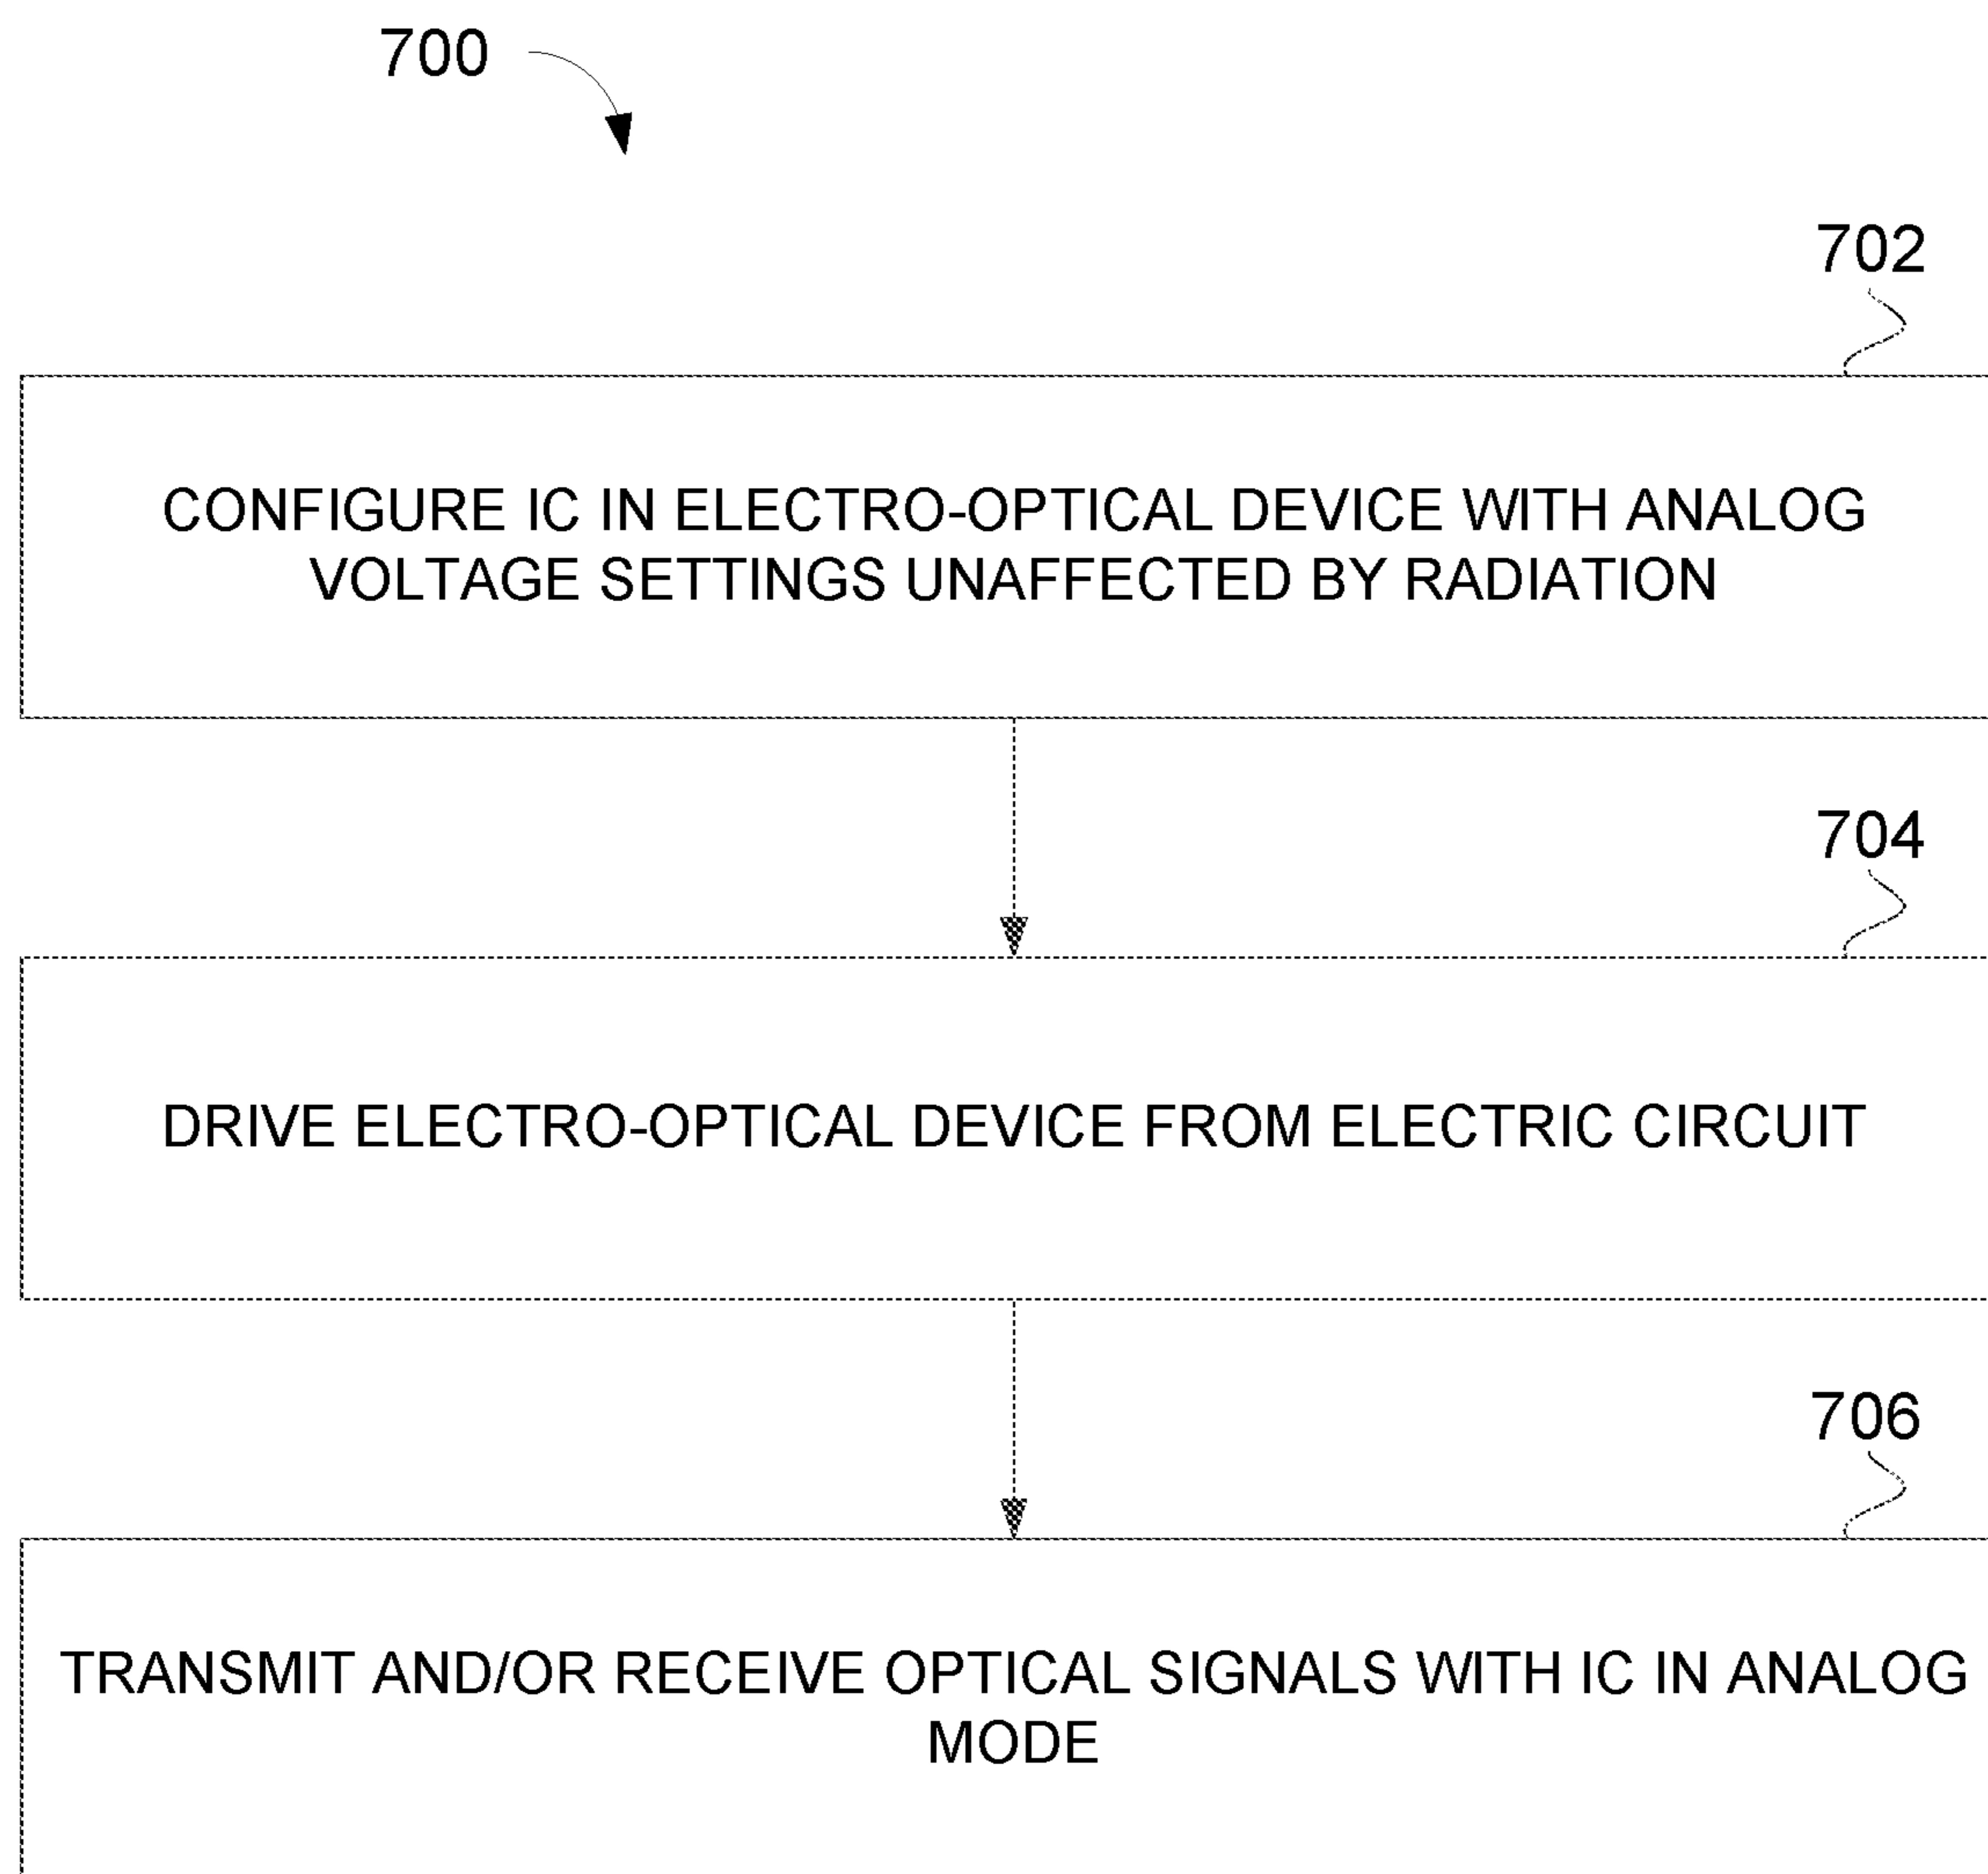 700
702
CONFIGURE IC IN ELECTRO-OPTICAL DEVICE WITH ANALOG
VOLTAGE SETTINGS UNAFFECTED BY RADIATION
704
DRIVE ELECTRO-OPTICAL DEVICE FROM ELECTRIC CIRCUIT
706
TRANSMIT AND/OR RECEIVE OPTICAL SIGNALS WITH IC IN ANALOG
MODE